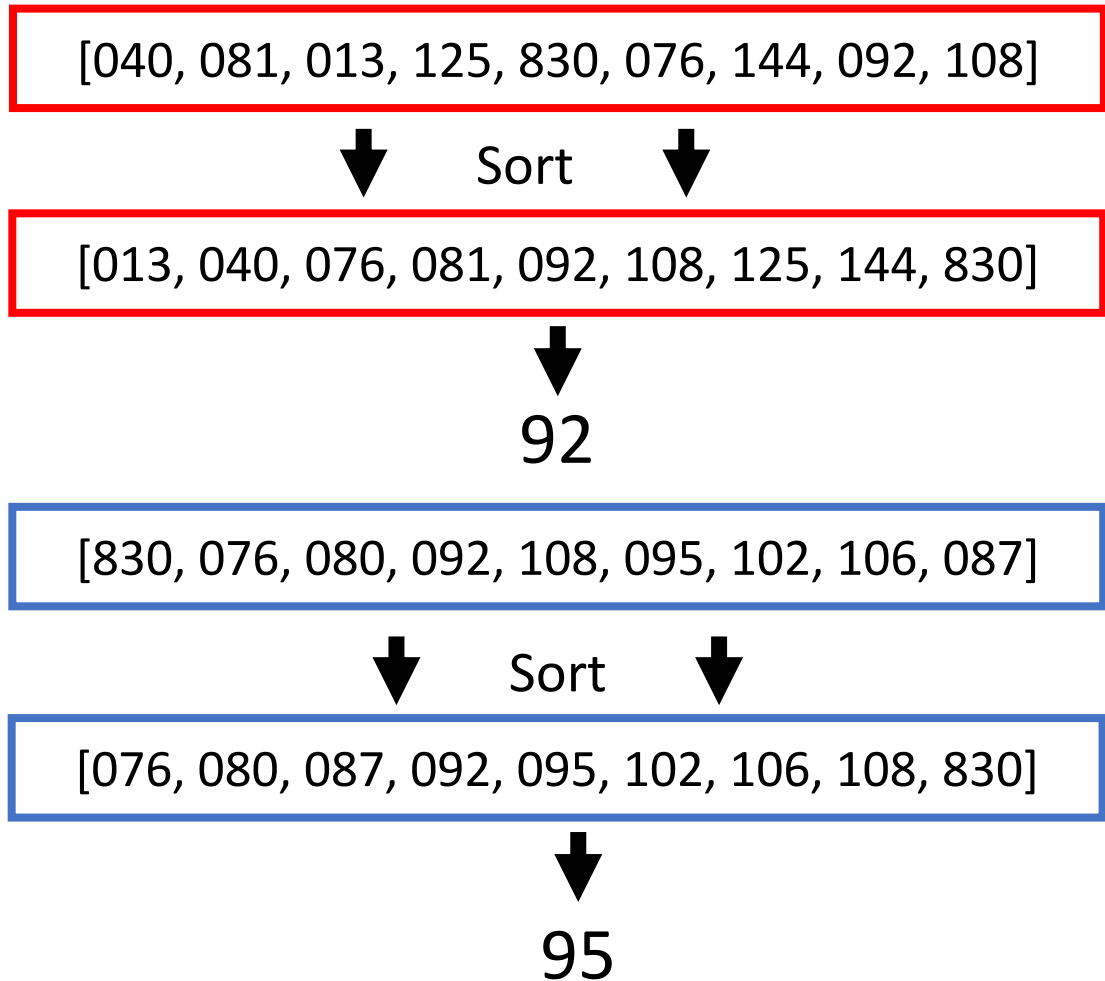 [040, 081, 013, 125, 830, 076, 144, 092, 108]
Sort
[013, 040, 076, 081, 092, 108, 125, 144, 830]
92
[830, 076, 080, 092, 108, 095, 102, 106, 087]
Sort
[076, 080, 087, 092, 095, 102, 106, 108, 830]
95